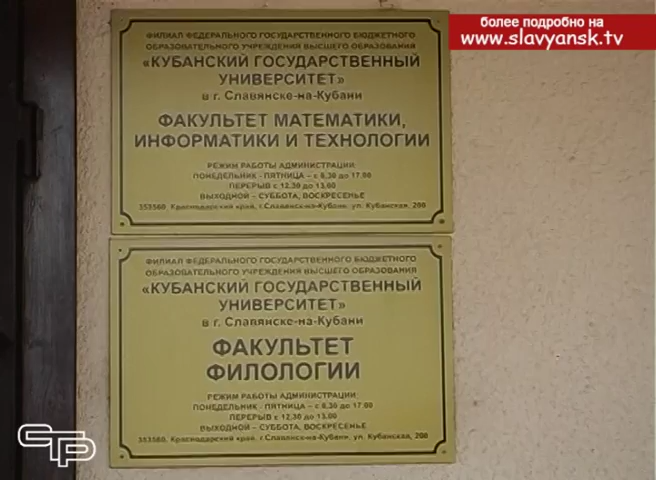 более подробно на
www.slavyansk.tv
ФИЛИАЛ ФЕДЕРАЛЬНОГО ГОСУДАРСТВЕННОГО БЮДЖЕТНОГО
ОБРАЗОВАТЕЛЬНОГО УЧРЕЖДЕНИЯ ВЫСШЕГО ОБРАЗОВАНИЯ
«КУБАНСКИЙ ГОСУДАРСТВЕННЫЙ
УНИВЕРСИТЕТ»
в г. Славянске-на-Кубани
ФАКУЛЬТЕТ МАТЕМАТИКИ,
ИНФОРМАТИКИ И ТЕХНОЛОГИИ
РЕЖИМ РАБОТЫ АДМИНИСТРАЦИИ:
ПОНЕДЕЛЬНИК - ПЯТНИЦА – с 8.30 до 17.00
ПЕРЕРЫВ с 12.30 до 13.00
ВЫХОДНОЙ – СУББОТА, ВОСКРЕСЕНЬЕ
353560, Краснодарский край, г.Славянск-на-Кубани, ул. Кубанская, 200
ФИЛИАЛ ФЕДЕРАЛЬНОГО ГОСУДАРСТВЕННОГО БЮДЖЕТНОГО
ОБРАЗОВАТЕЛЬНОГО УЧРЕЖДЕНИЯ ВЫСШЕГО ОБРАЗОВАНИЯ
«КУБАНСКИЙ ГОСУДАРСТВЕННЫЙ
УНИВЕРСИТЕТ»
в г. Славянске-на-Кубани
ФАКУЛЬТЕТ
ФИЛОЛОГИИ
РЕЖИМ РАБОТЫ АДМИНИСТРАЦИИ:
ПОНЕДЕЛЬНИК - ПЯТНИЦА – с 8.30 до 17.00
ПЕРЕРЫВ с 12.30 до 13.00
ВЫХОДНОЙ – СУББОТА, ВОСКРЕСЕНЬЕ
353560, Краснодарский край, г.Славянск-на-Кубани, ул. Кубанская, 200
СТР